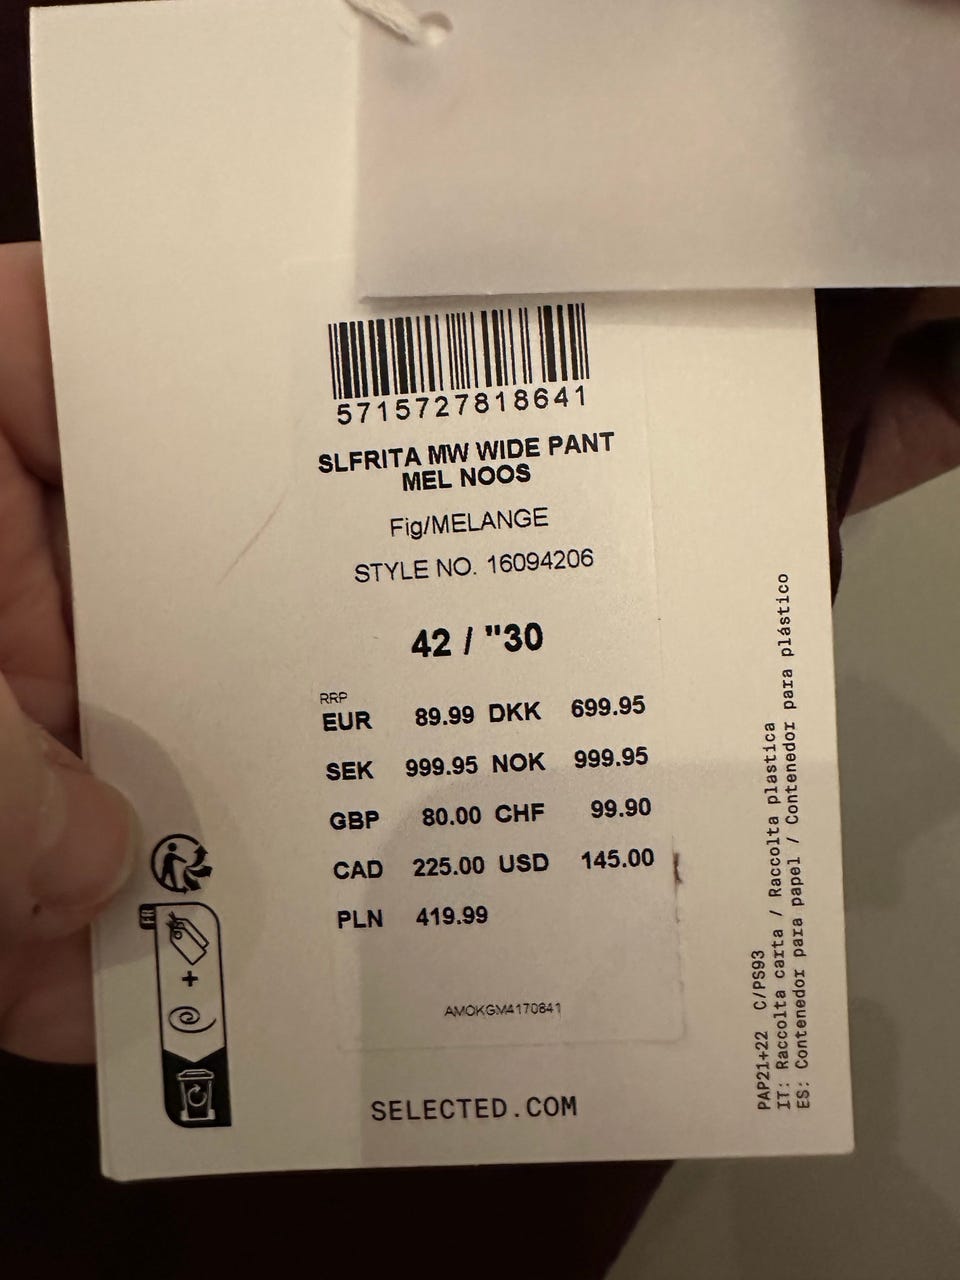 5715727818641
SLFRITA MW WIDE PANT
MEL NOOS
Fig/MELANGE
STYLE NO. 16094206
42 / "30
RRP
EUR 89.99 DKK 699.95
SEK 999.95 NOK 999.95
GBP 80.00 CHF 99.90
CAD 225.00 USD 145.00
PLN 419.99
AMOKGM4170641
SELECTED.COM
FR
+
PAP21+22 C/PS93
IT: Raccolta carta / Raccolta plastica
ES: Contenedor para papel / Contenedor para plástico